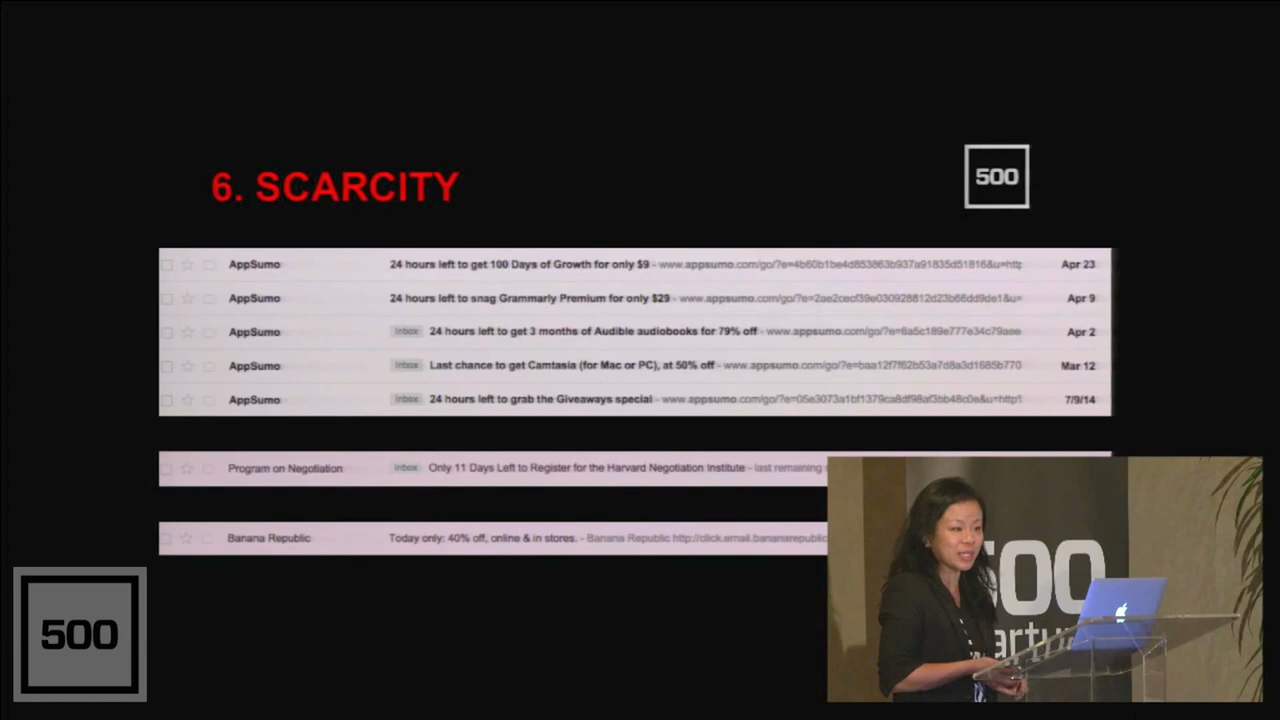 6. SCARCITY
500
AppSumo 24 hours left to get 100 Days of Growth for only $9 - www.appsumo.com/go/?e=4b60b1be4d853863b937a91835d51816&u=http Apr 23
AppSumo 24 hours left to snag Grammarly Premium for only $29 - www.appsumo.com/go/?e=2ae2cecf39e030928812d23b66dd9de1&u= Apr 9
AppSumo Inbox 24 hours left to get 3 months of Audible audiobooks for 79% off - www.appsumo.com/go/?e=6a5c189e777e34c79aee Apr 2
AppSumo Inbox Last chance to get Camtasia (for Mac or PC), at 50% off - www.appsumo.com/go/?e=baa12f7f62b53a7d8a3d1685b770 Mar 12
AppSumo Inbox 24 hours left to grab the Giveaways special - www.appsumo.com/go/?e=05e3073a1bf1379ca8df98af3bb48c0e&u=http 7/9/14
Program on Negotiation Inbox Only 11 Days Left to Register for the Harvard Negotiation Institute - last remaining
Banana Republic Today only: 40% off, online & in stores. - Banana Republic http://click.email.bananarepublic
500
500
artu